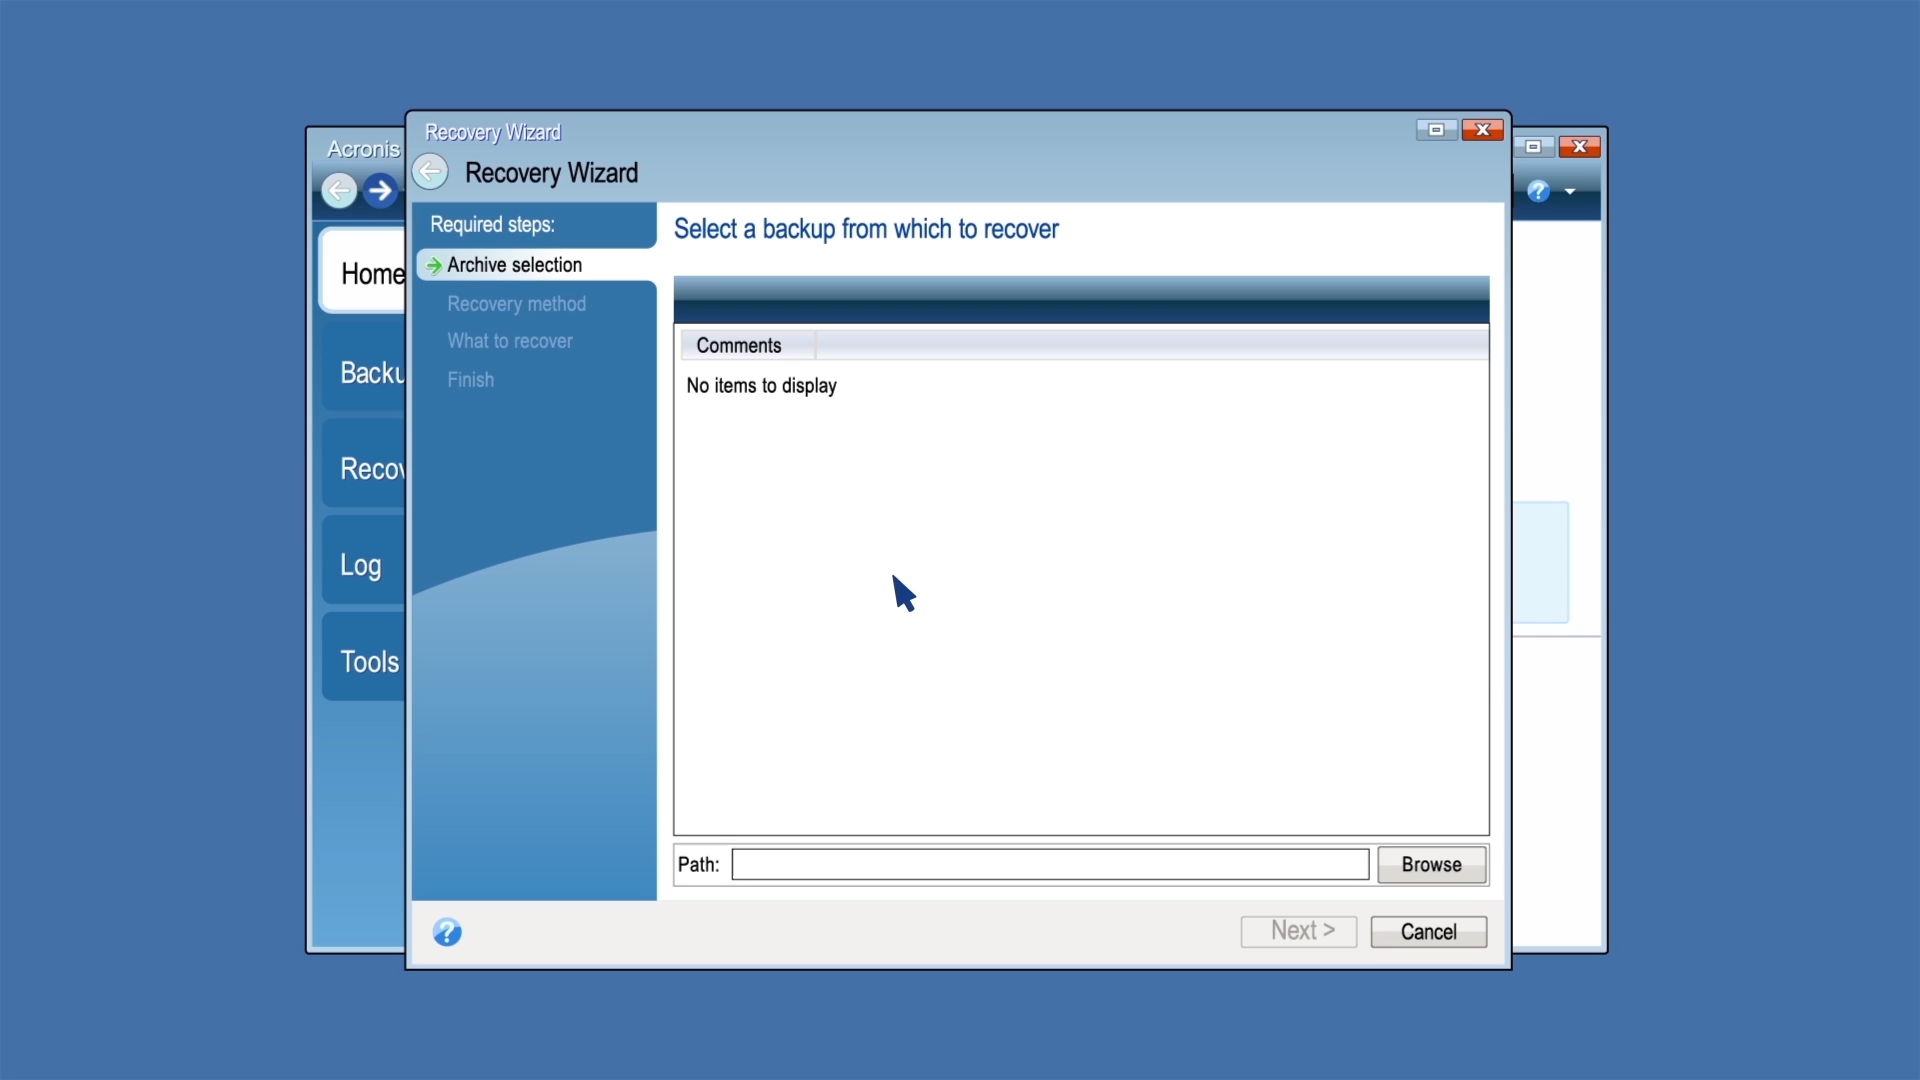 Recovery Wizard
Recovery Wizard
Acronis
Required steps:
Archive selection
Recovery method
What to recover
Finish
Select a backup from which to recover
Comments
No items to display
Path:
Browse
Next >
Cancel
Home
Backu
Recov
Log
Tools